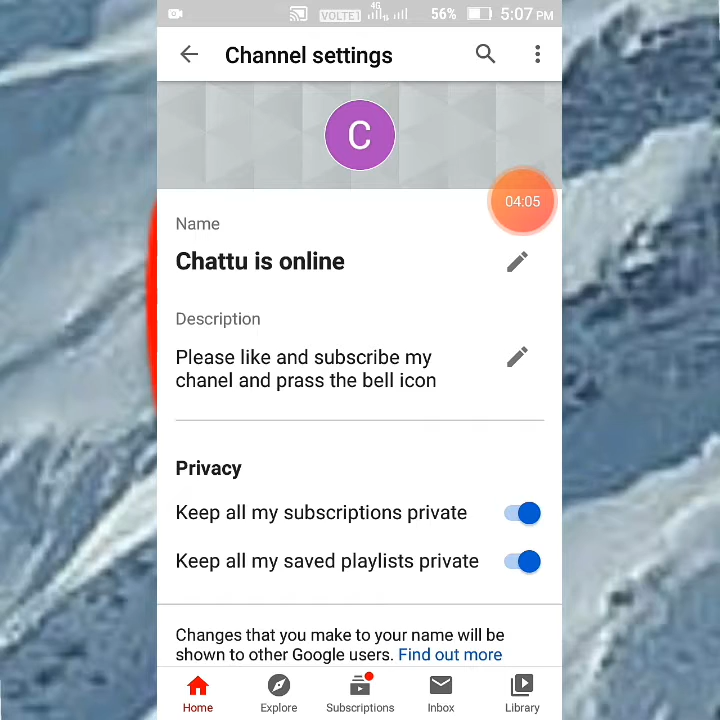 VOLTE1 4G 56% 5:07 PM
Channel settings
C
04:05
Name
Chattu is online
Description
Please like and subscribe my
chanel and prass the bell icon
Privacy
Keep all my subscriptions private
Keep all my saved playlists private
Changes that you make to your name will be
shown to other Google users. Find out more
Home Explore Subscriptions Inbox Library